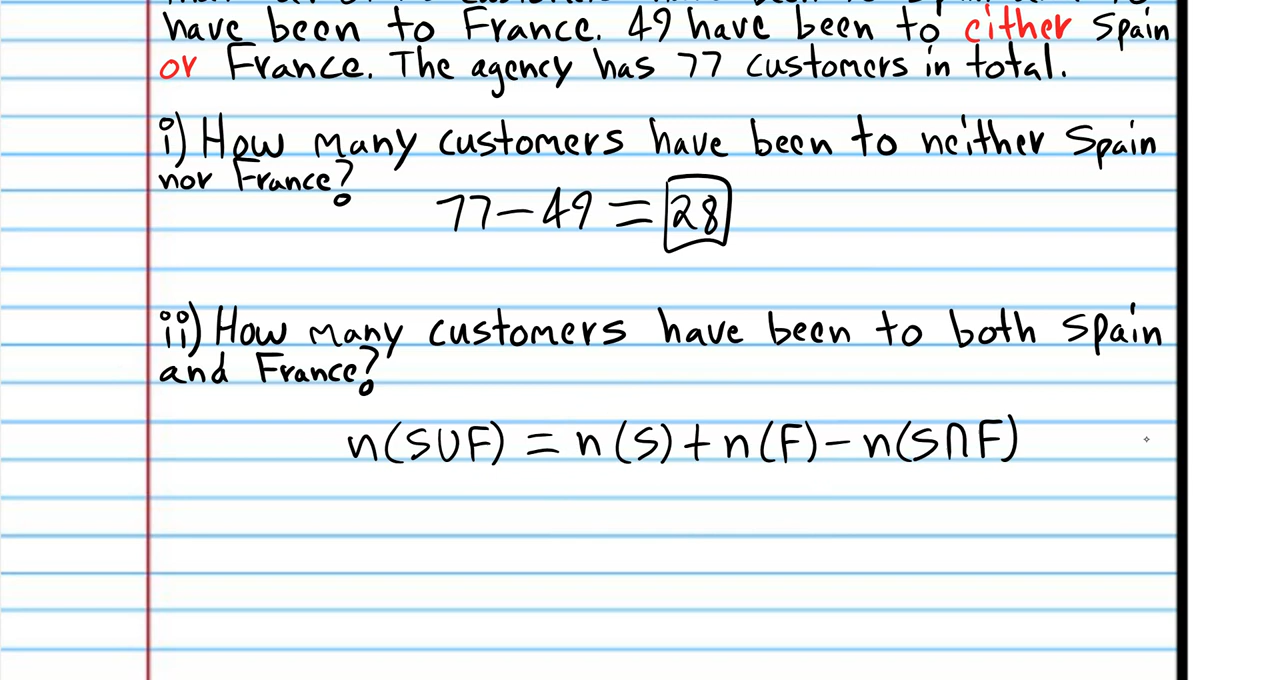 have been to France. 49 have been to either Spain
or France. The agency has 77 customers in total.
i) How many customers have been to neither Spain
nor France?
77-49 = 28
ii) How many customers have been to both Spain
and France?
n(S∪F) = n(S)+n(F)-n(S∩F)